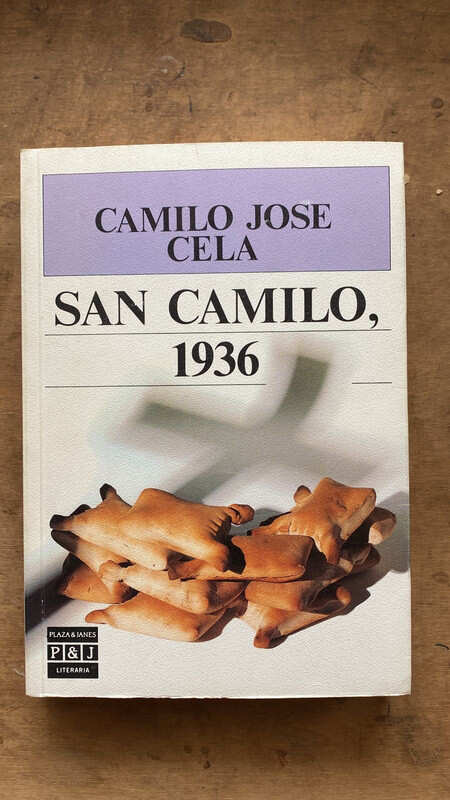 CAMILO JOSE
CELA
SAN CAMILO,
1936
PLAZA & JANES
P&J
LITERARIA